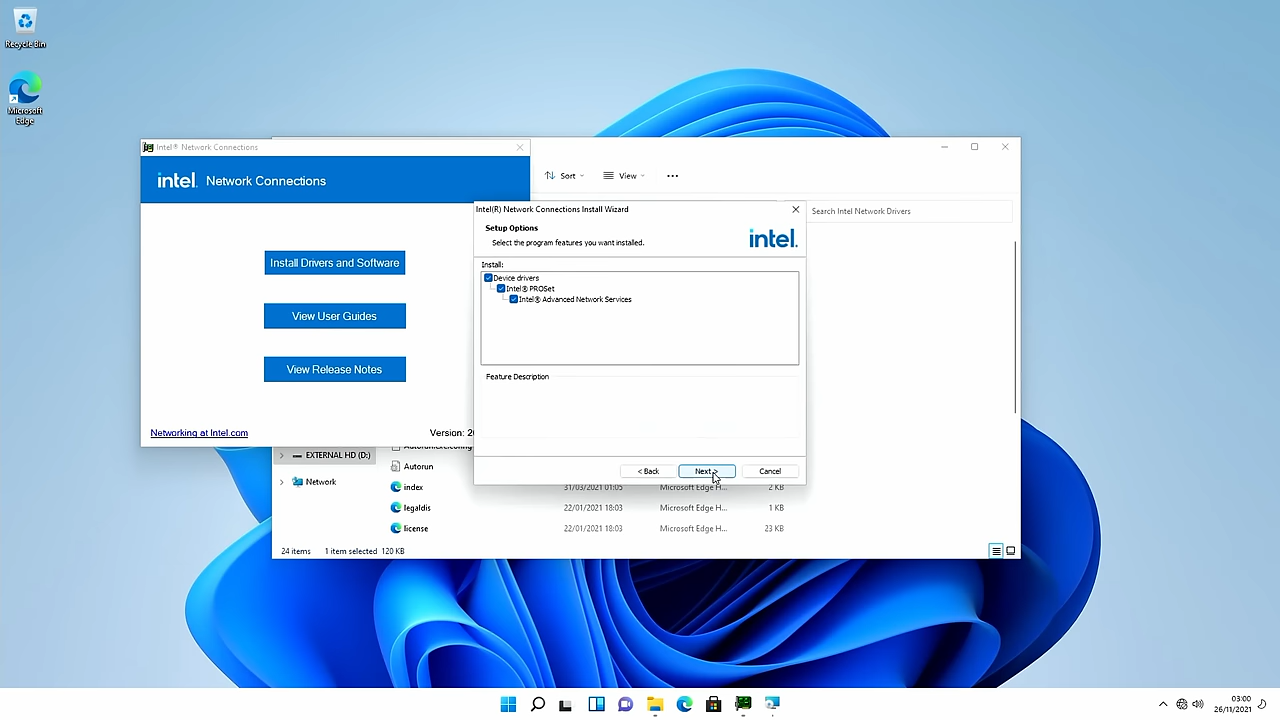 Recycle Bin
Microsoft
Edge
Intel® Network Connections
intel. Network Connections
Install Drivers and Software
View User Guides
View Release Notes
Networking at Intel.com
Version: 2
Sort
View
Search Intel Network Drivers
Intel(R) Network Connections Install Wizard
Setup Options
Select the program features you want installed.
intel.
Install:
Device drivers
Intel® PROSet
Intel® Advanced Network Services
Feature Description
< Back
Next >
Cancel
EXTERNAL HD (D:)
Network
Autorun
index 31/03/2021 01:05 Microsoft Edge H... 2 KB
legaldis 22/01/2021 18:03 Microsoft Edge H... 1 KB
license 22/01/2021 18:03 Microsoft Edge H... 23 KB
24 items 1 item selected 120 KB
03:00
26/11/2021